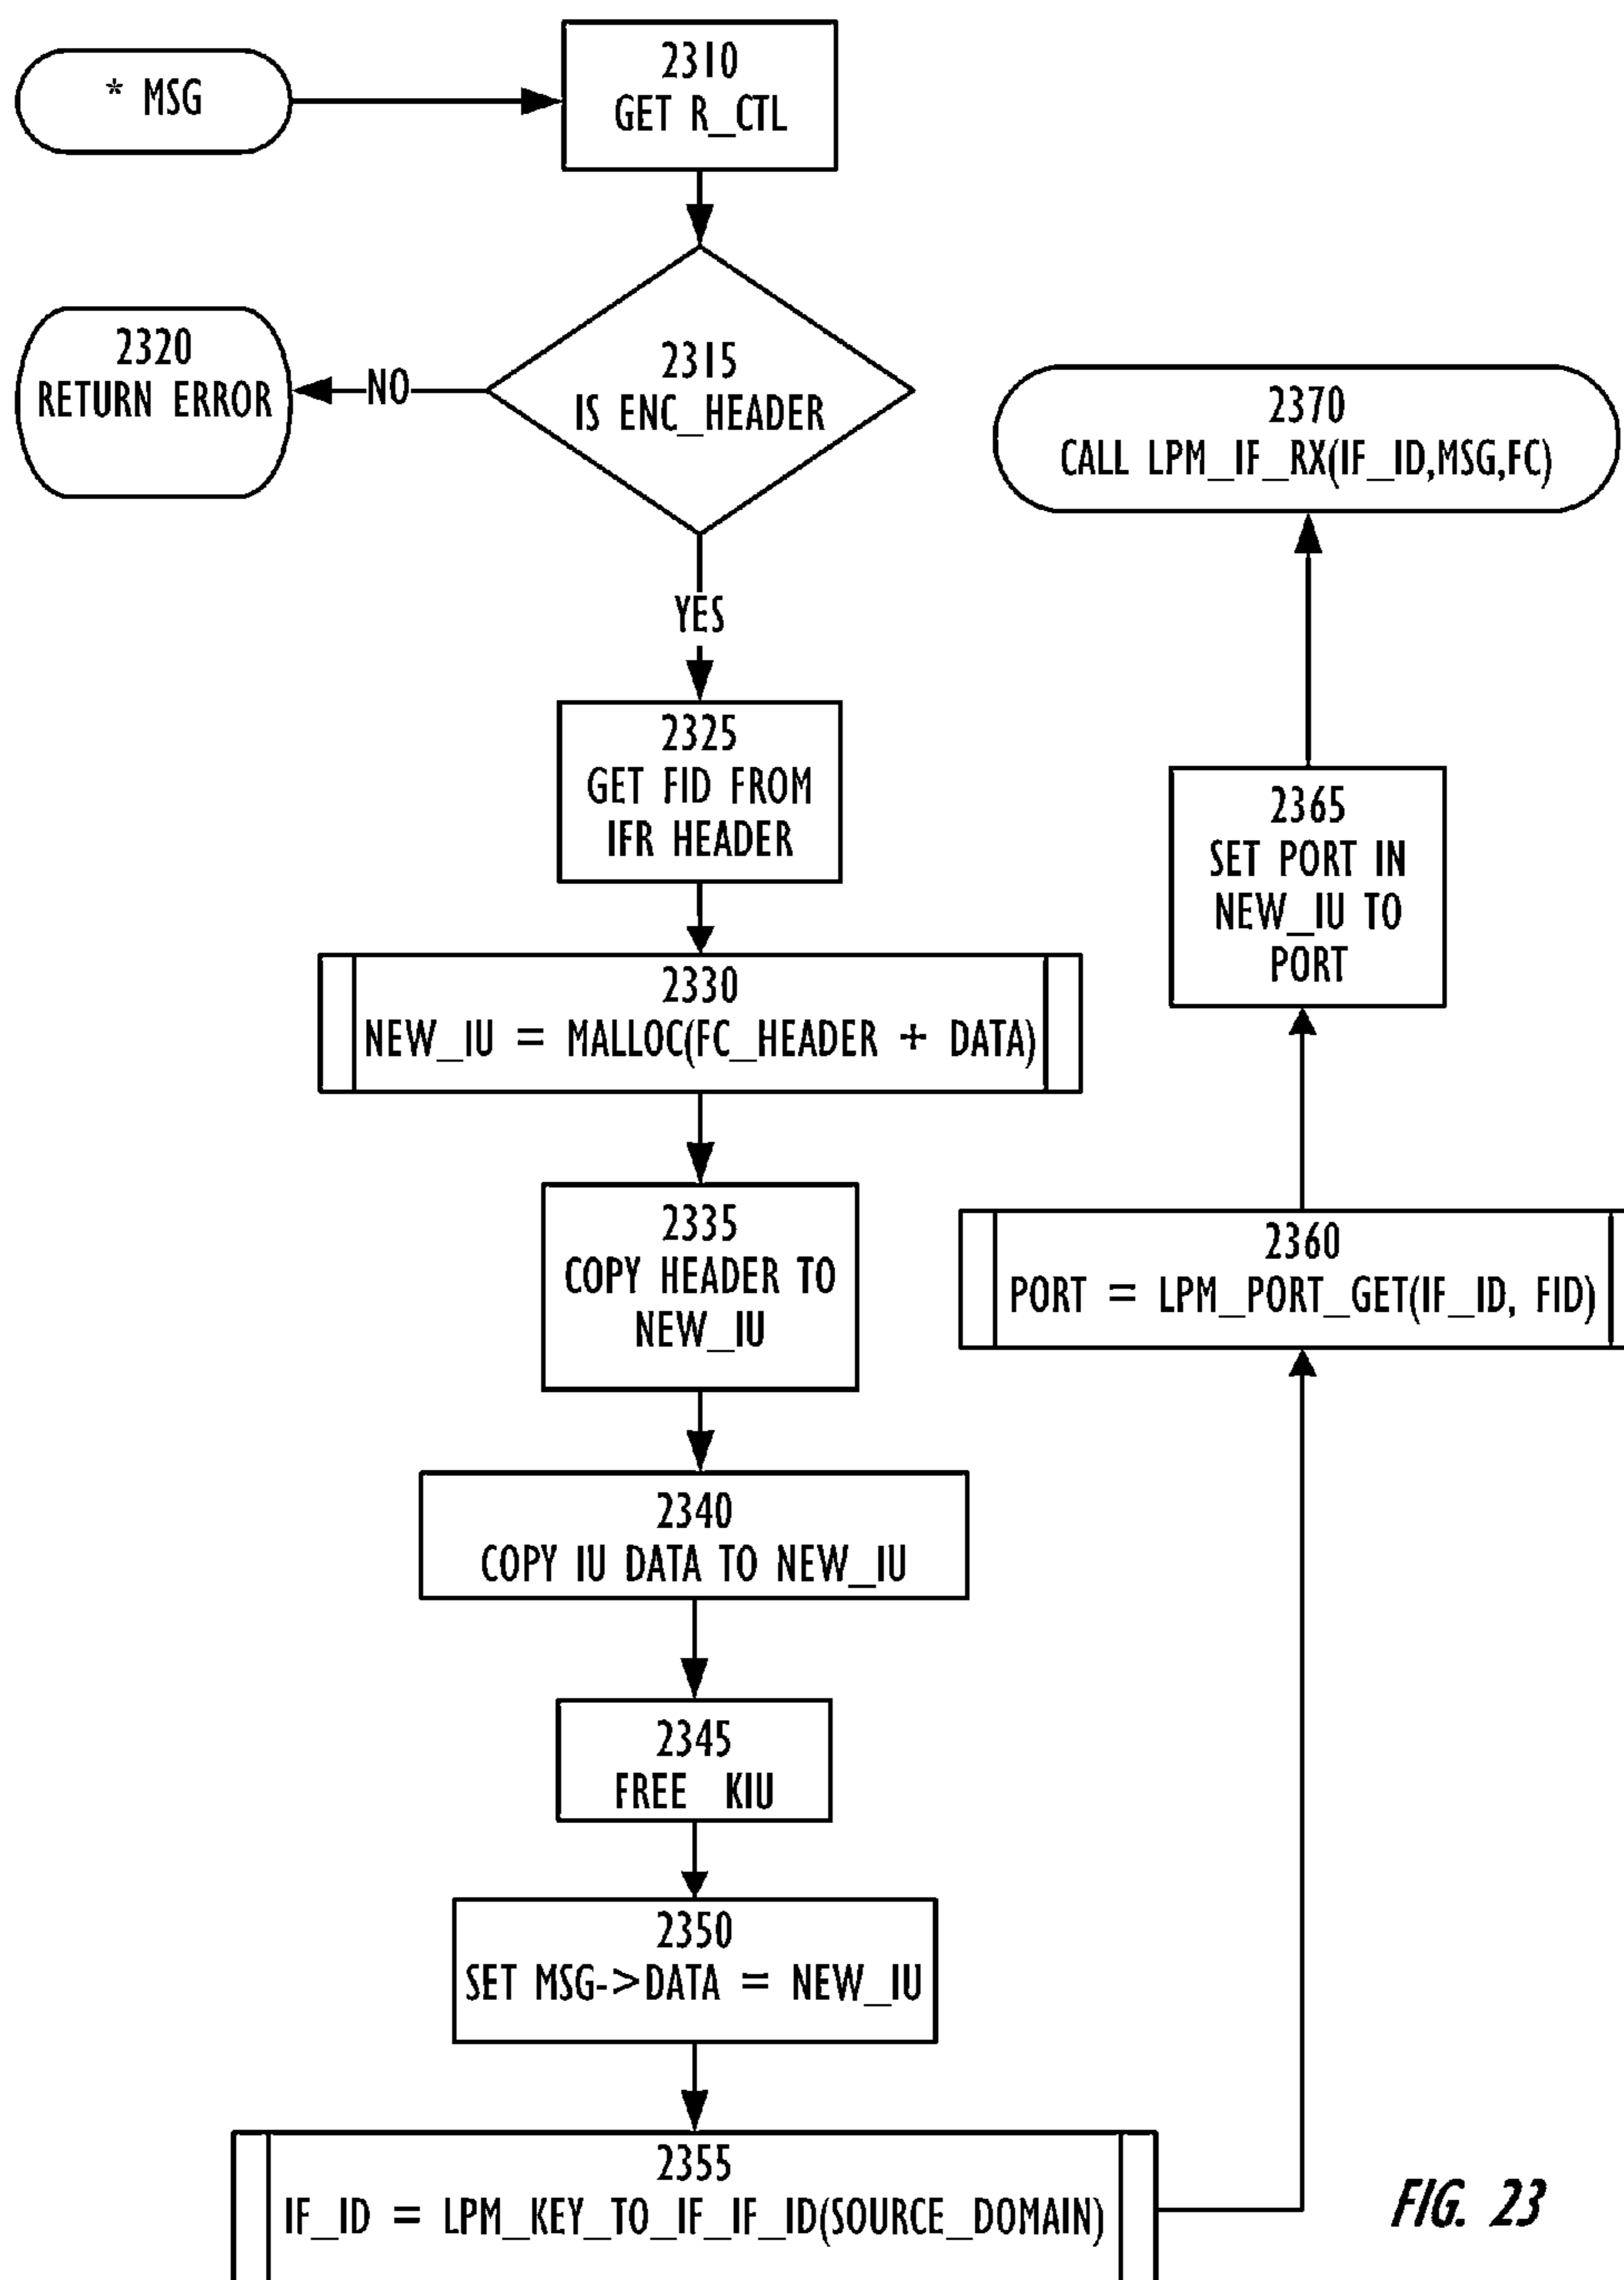 * MSG
2310
GET R_CTL
2315
IS ENC_HEADER
NO
2320
RETURN ERROR
YES
2325
GET FID FROM
IFR HEADER
2330
NEW_IU = MALLOC(FC_HEADER + DATA)
2335
COPY HEADER TO
NEW_IU
2340
COPY IU DATA TO NEW_IU
2345
FREE KIU
2350
SET MSG->DATA = NEW_IU
2355
IF_ID = LPM_KEY_TO_IF_IF_ID(SOURCE_DOMAIN)
2360
PORT = LPM_PORT_GET(IF_ID, FID)
2365
SET PORT IN
NEW_IU TO
PORT
2370
CALL LPM_IF_RX(IF_ID,MSG,FC)
FIG. 23